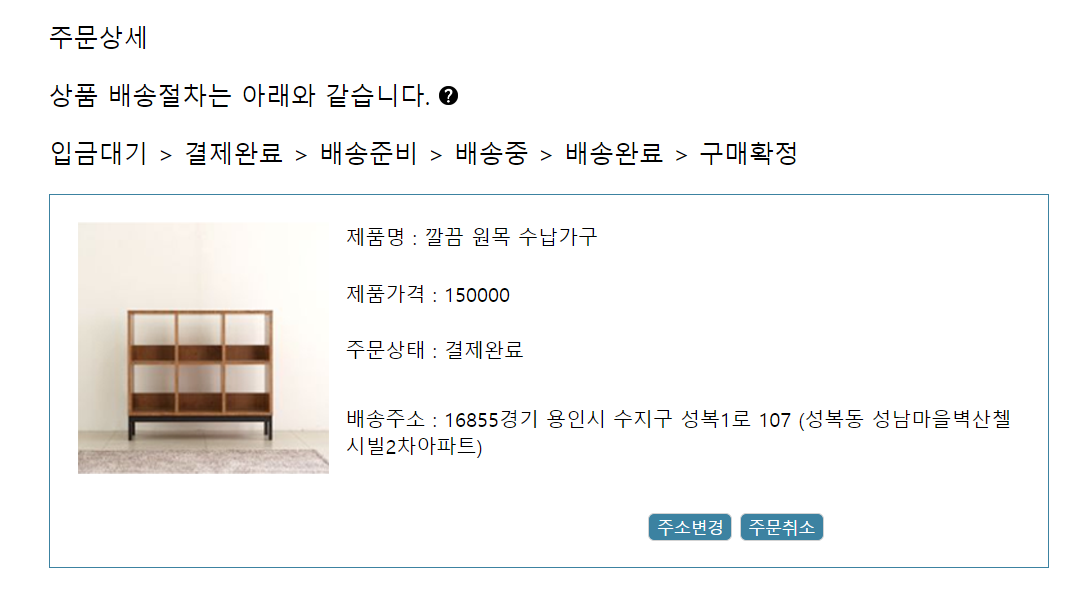 주문상세
상품 배송절차는 아래와 같습니다. ?
입금대기 > 결제완료 > 배송준비 > 배송중 > 배송완료 > 구매확정
제품명 : 깔끔 원목 수납가구
제품가격 : 150000
주문상태 : 결제완료
배송주소 : 16855경기 용인시 수지구 성복1로 107 (성복동 성남마을벽산첼
시빌2차아파트)
주소변경 주문취소